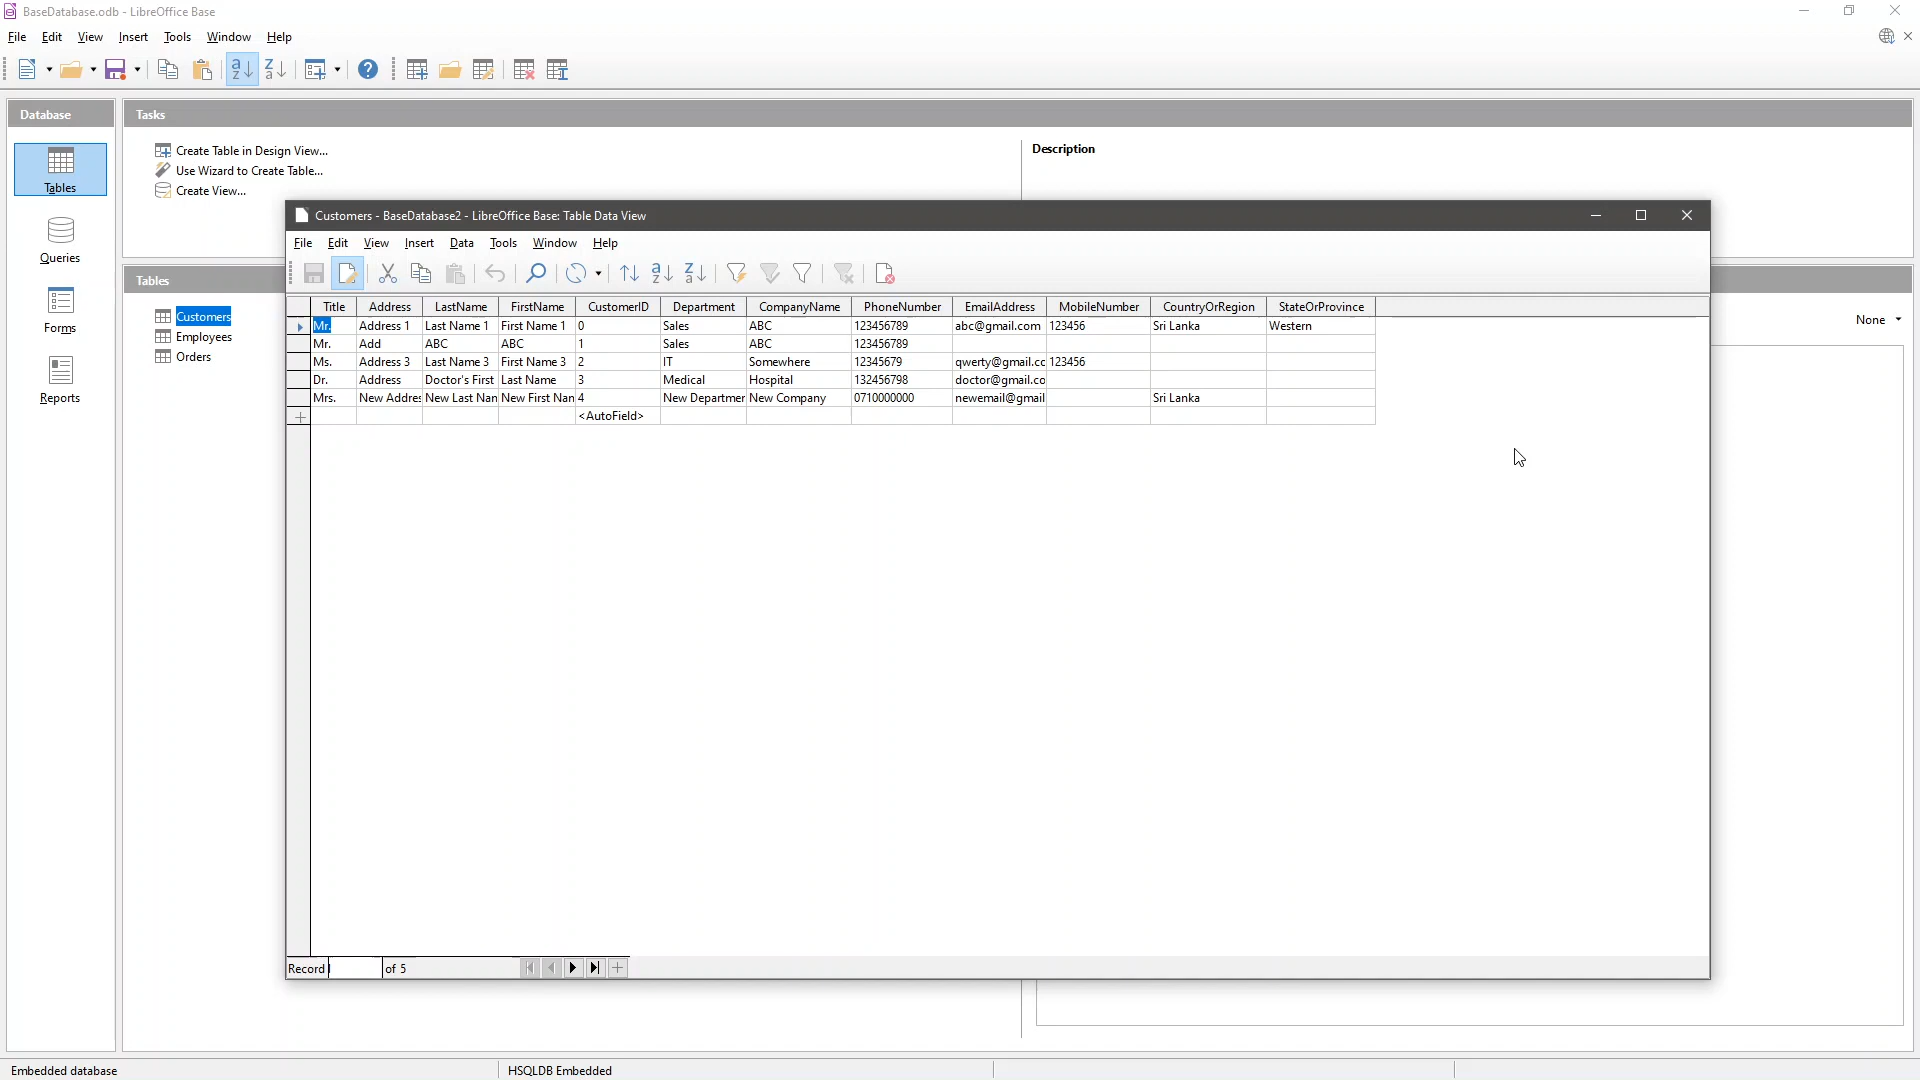 BaseDatabase.odb - LibreOffice Base
File Edit View Insert Tools Window Help
Database
Tables
Queries
Forms
Reports
Tasks
Create Table in Design View...
Use Wizard to Create Table...
Create View...
Description
Tables
Customers
Employees
Orders
None
Customers - BaseDatabase2 - LibreOffice Base: Table Data View
File Edit View Insert Data Tools Window Help
Title Address LastName FirstName CustomerID Department CompanyName PhoneNumber EmailAddress MobileNumber CountryOrRegion StateOrProvince
Mr. Address 1 Last Name 1 First Name 1 0 Sales ABC 123456789 abc@gmail.com 123456 Sri Lanka Western
Mr. Add ABC ABC 1 Sales ABC 123456789
Ms. Address 3 Last Name 3 First Name 3 2 IT Somewhere 12345679 qwerty@gmail.cc 123456
Dr. Address Doctor's First Last Name 3 Medical Hospital 132456798 doctor@gmail.co
Mrs. New Addres New Last Nan New First Nan 4 New Departmer New Company 0710000000 newemail@gmail Sri Lanka
<AutoField>
Record 1 of 5
Embedded database HSQLDB Embedded